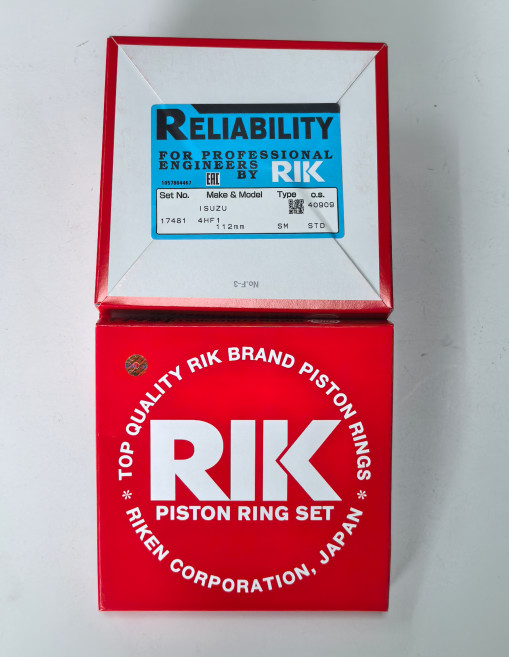 RELIABILITY
FOR PROFESSIONAL
ENGINEERS
BY RIK
EAC
Set No. Make & Model Type o.s.
ISUZU 40909
17481 4HF1 SM STD
112mm
No.F-3
TOP QUALITY RIK BRAND PISTON RINGS
RIK
PISTON RING SET
* RIKEN CORPORATION, JAPAN *